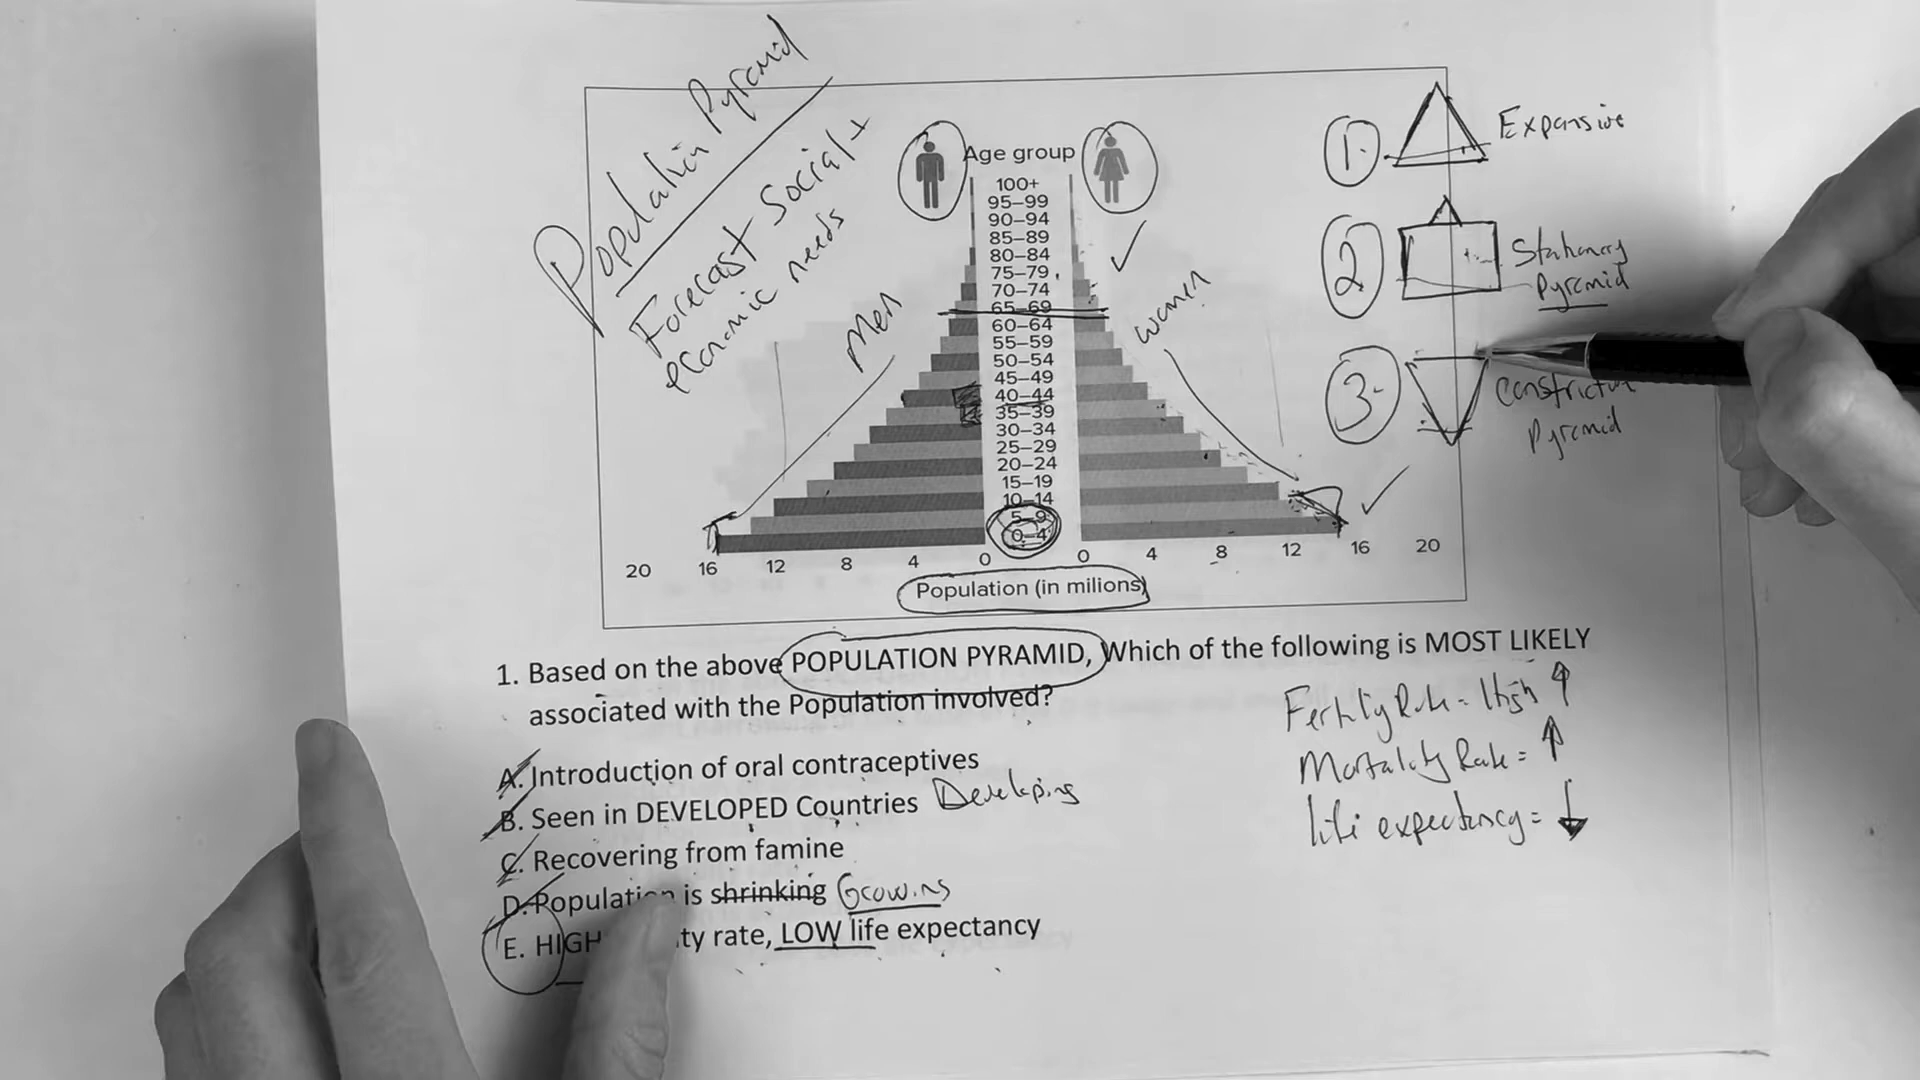 Population Pyramid
Forecast Social +
economic needs
Men
Women
Age group
100+
95–99
90–94
85–89
80–84
75–79
70–74
65–69
60–64
55–59
50–54
45–49
40–44
35–39
30–34
25–29
20–24
15–19
10–14
5–9
0–4
20 16 12 8 4 0 0 4 8 12 16 20
Population (in milions)
1. Expansive
2 Stationary
Pyramid
3.
Pyramid
1. Based on the above POPULATION PYRAMID, Which of the following is MOST LIKELY
associated with the Population involved?
A. Introduction of oral contraceptives
B. Seen in DEVELOPED Countries Developing
C. Recovering from famine
D. Population is shrinking Growing
E. HIGH rate, LOW life expectancy
Fertility Rate = High ↑
Mortality Rate = ↑
life expectancy = ↓